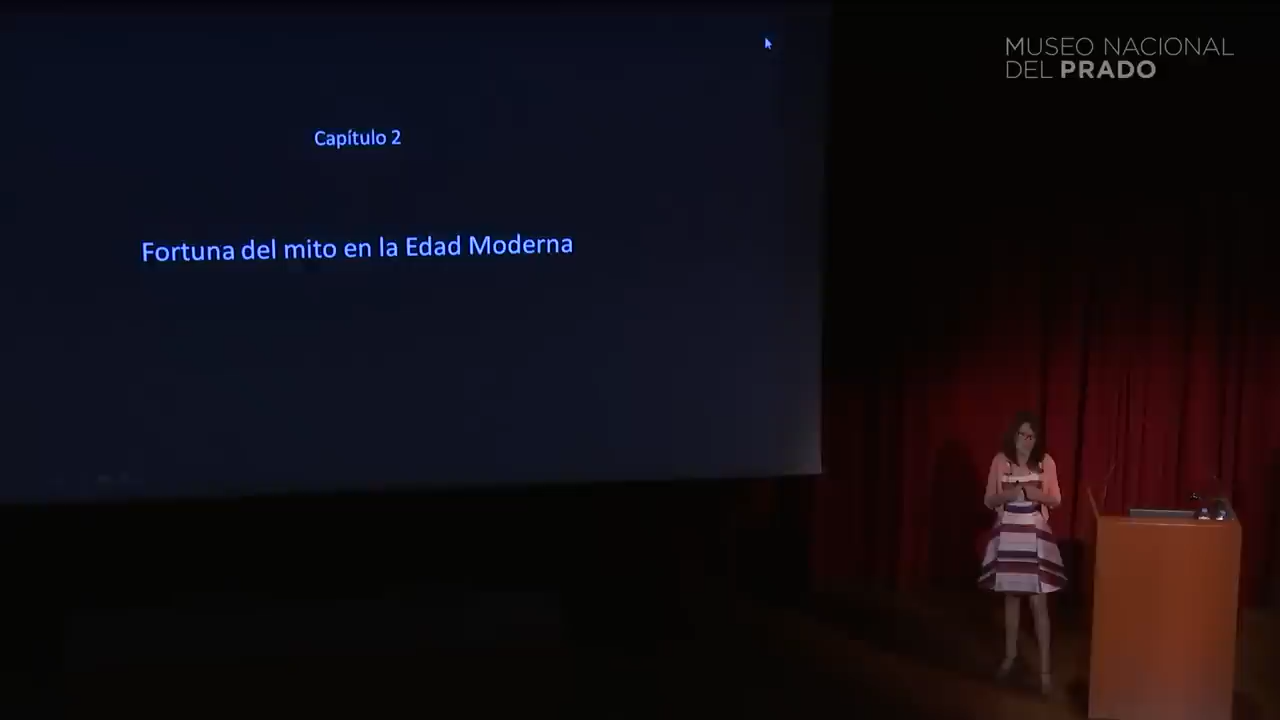 MUSEO NACIONAL
DEL PRADO
Capítulo 2
Fortuna del mito en la Edad Moderna